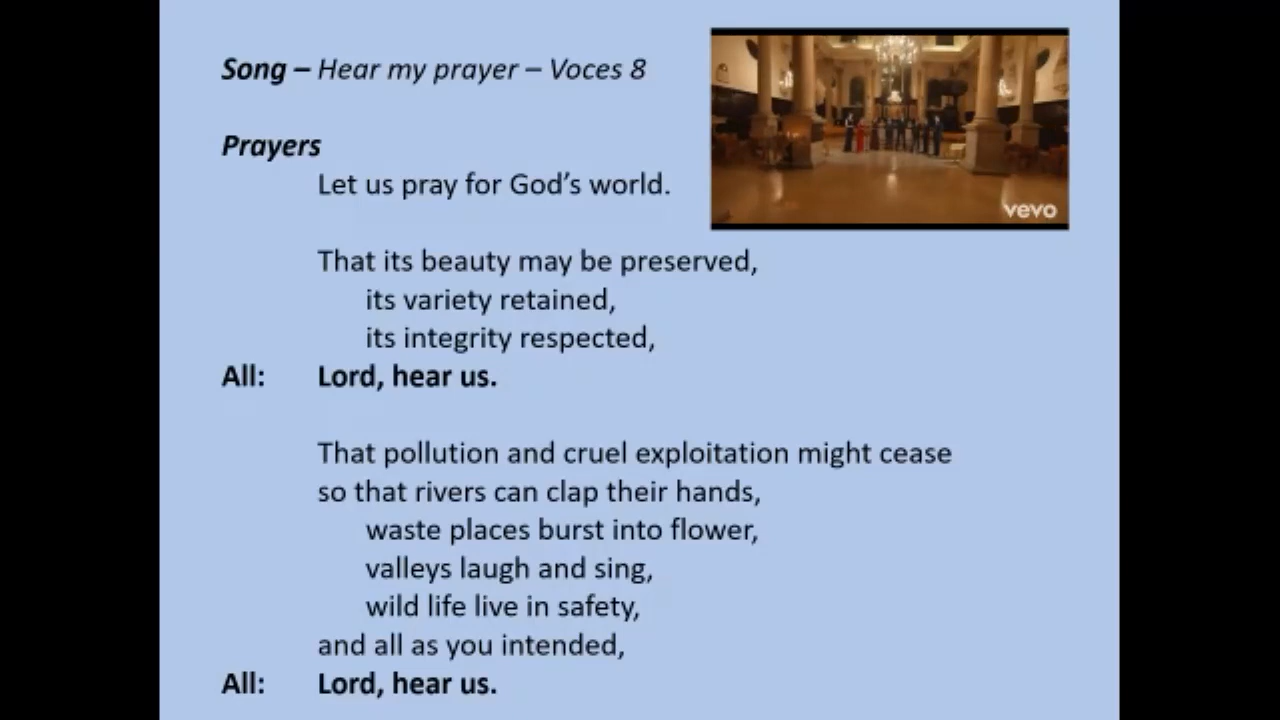 Song – Hear my prayer – Voces 8
vevo
Prayers
Let us pray for God’s world.
That its beauty may be preserved,
its variety retained,
its integrity respected,
All: Lord, hear us.
That pollution and cruel exploitation might cease
so that rivers can clap their hands,
waste places burst into flower,
valleys laugh and sing,
wild life live in safety,
and all as you intended,
All: Lord, hear us.